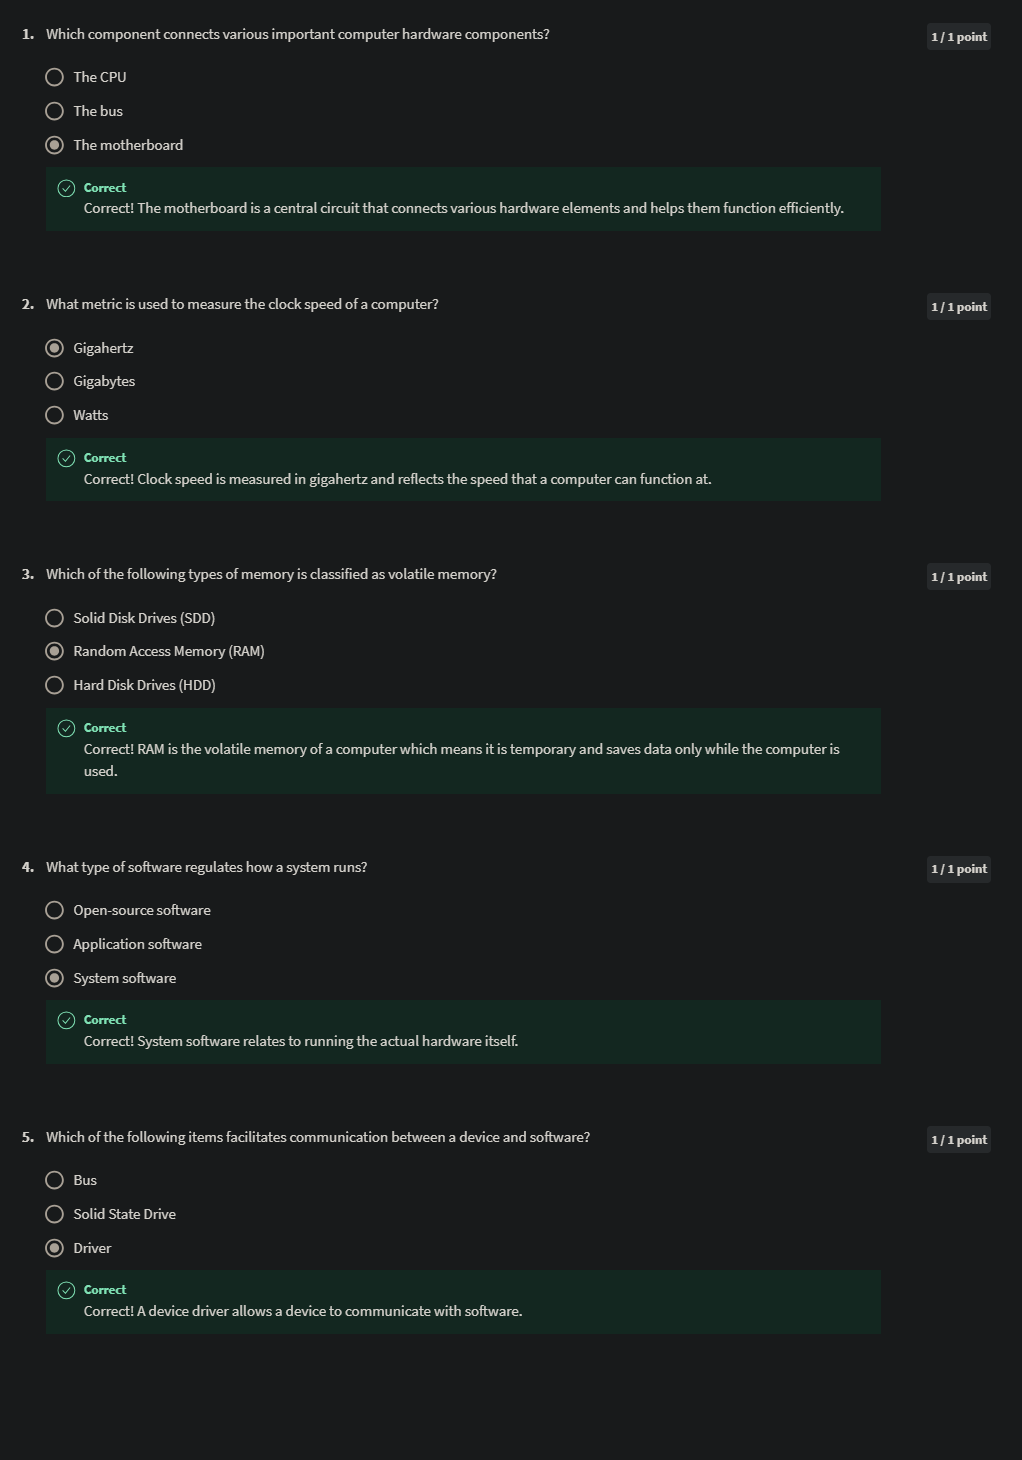 1. Which component connects various important computer hardware components?
1 / 1 point
The CPU
The bus
The motherboard
Correct
Correct! The motherboard is a central circuit that connects various hardware elements and helps them function efficiently.
2. What metric is used to measure the clock speed of a computer?
1 / 1 point
Gigahertz
Gigabytes
Watts
Correct
Correct! Clock speed is measured in gigahertz and reflects the speed that a computer can function at.
3. Which of the following types of memory is classified as volatile memory?
1 / 1 point
Solid Disk Drives (SDD)
Random Access Memory (RAM)
Hard Disk Drives (HDD)
Correct
Correct! RAM is the volatile memory of a computer which means it is temporary and saves data only while the computer is
used.
4. What type of software regulates how a system runs?
1 / 1 point
Open-source software
Application software
System software
Correct
Correct! System software relates to running the actual hardware itself.
5. Which of the following items facilitates communication between a device and software?
1 / 1 point
Bus
Solid State Drive
Driver
Correct
Correct! A device driver allows a device to communicate with software.